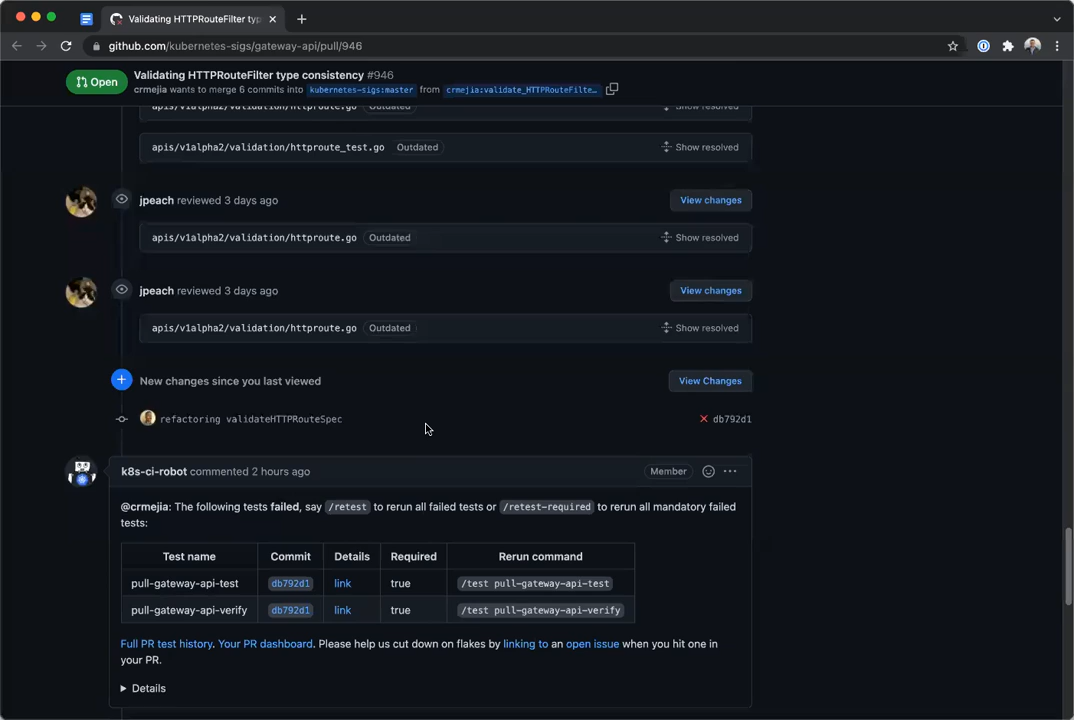 Validating HTTPRouteFilter typ
github.com/kubernetes-sigs/gateway-api/pull/946
Open
Validating HTTPRouteFilter type consistency #946
crmejia wants to merge 6 commits into kubernetes-sigs:master from crmejia:validate_HTTPRouteFilte…
apis/v1alpha2/validation/httproute.go Outdated Show resolved
apis/v1alpha2/validation/httproute_test.go Outdated Show resolved
jpeach reviewed 3 days ago View changes
apis/v1alpha2/validation/httproute.go Outdated Show resolved
jpeach reviewed 3 days ago View changes
apis/v1alpha2/validation/httproute.go Outdated Show resolved
New changes since you last viewed View Changes
refactoring validateHTTPRouteSpec db792d1
k8s-ci-robot commented 2 hours ago Member
@crmejia: The following tests failed, say /retest to rerun all failed tests or /retest-required to rerun all mandatory failed
tests:
Test name Commit Details Required Rerun command
pull-gateway-api-test db792d1 link true /test pull-gateway-api-test
pull-gateway-api-verify db792d1 link true /test pull-gateway-api-verify
Full PR test history. Your PR dashboard. Please help us cut down on flakes by linking to an open issue when you hit one in
your PR.
Details